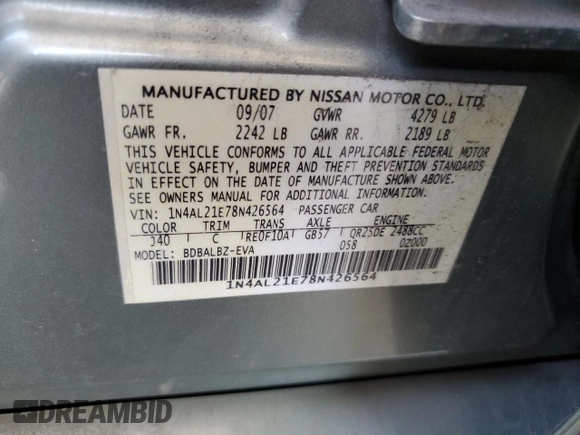 MANUFACTURED BY NISSAN MOTOR CO., LTD.
DATE 09/07 GVWR 4279 LB
GAWR FR. 2242 LB GAWR RR. 2189 LB
THIS VEHICLE CONFORMS TO ALL APPLICABLE FEDERAL MOTOR
VEHICLE SAFETY, BUMPER AND THEFT PREVENTION STANDARDS
IN EFFECT ON THE DATE OF MANUFACTURE SHOWN ABOVE.
SEE OWNERS MANUAL FOR ADDITIONAL INFORMATION.
VIN: 1N4AL21E78N426564 PASSENGER CAR
COLOR TRIM TRANS AXLE ENGINE
J40 C RE0F10A GB57 QR25DE 2488CC
MODEL: BDBALBZ-EVA 058 0Z000
1N4AL21E78N426564
DREAMBID